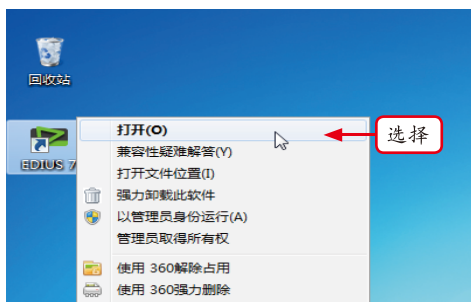 回收站
EDIUS 7
打开(O)
选择
兼容性疑难解答(Y)
打开文件位置(I)
强力卸载此软件
以管理员身份运行(A)
管理员取得所有权
使用 360解除占用
使用 360强力删除